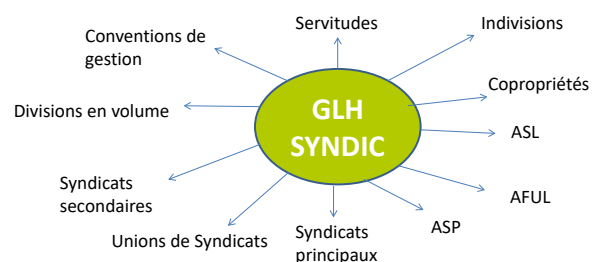 Servitudes
Indivisions
Conventions de
gestion
Copropriétés
Divisions en volume
GLH
SYNDIC
ASL
Syndicats
secondaires
AFUL
Unions de Syndicats
Syndicats
principaux
ASP